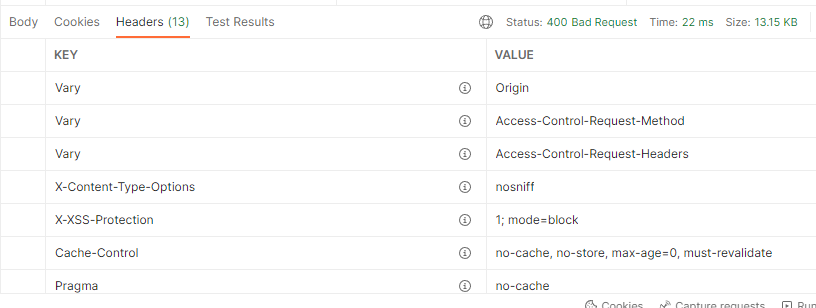 Body Cookies Headers (13) Test Results Status: 400 Bad Request Time: 22 ms Size: 13.15 KB
KEY VALUE
Vary Origin
Vary Access-Control-Request-Method
Vary Access-Control-Request-Headers
X-Content-Type-Options nosniff
X-XSS-Protection 1; mode=block
Cache-Control no-cache, no-store, max-age=0, must-revalidate
Pragma no-cache
Cookies Capture requests Run